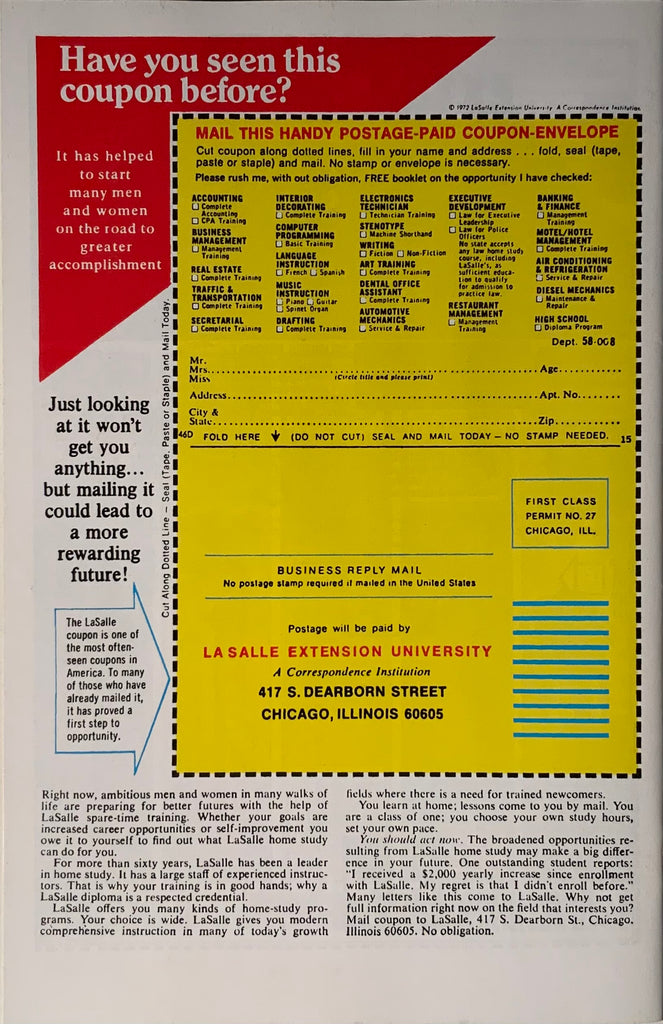 Have you seen this
coupon before?
© 1972 LaSalle Extension University A Correspondence Institution
It has helped
to start
many men
and women
on the road to
greater
accomplishment
MAIL THIS HANDY POSTAGE-PAID COUPON-ENVELOPE
Cut coupon along dotted lines, fill in your name and address . . . fold, seal (tape,
paste or staple) and mail. No stamp or envelope is necessary.
Please rush me, with out obligation, FREE booklet on the opportunity I have checked:
ACCOUNTING
Complete
Accounting
CPA Training
BUSINESS
MANAGEMENT
Management
Training
REAL ESTATE
Complete Training
TRAFFIC &
TRANSPORTATION
Complete Training
SECRETARIAL
Complete Training
INTERIOR
DECORATING
Complete Training
COMPUTER
PROGRAMMING
Basic Training
LANGUAGE
INSTRUCTION
French Spanish
MUSIC
INSTRUCTION
Piano Guitar
Spinet Organ
DRAFTING
Complete Training
ELECTRONICS
TECHNICIAN
Technician Training
STENOTYPE
Machine Shorthand
WRITING
Fiction Non-Fiction
ART TRAINING
Complete Training
DENTAL OFFICE
ASSISTANT
Complete Training
AUTOMOTIVE
MECHANICS
Service & Repair
EXECUTIVE
DEVELOPMENT
Law for Executive
Leadership
Law for Police
Officers
No state accepts
any law home study
course, including
LaSalle's, as
sufficient educa-
tion to qualify
for admission to
practice law.
RESTAURANT
MANAGEMENT
Management
Training
BANKING
& FINANCE
Management
Training
MOTEL/HOTEL
MANAGEMENT
Complete Training
AIR CONDITIONING
& REFRIGERATION
Service & Repair
DIESEL MECHANICS
Maintenance &
Repair
HIGH SCHOOL
Diploma Program
Dept. 58-008
Mr.
Mrs. Age
Miss (Circle title and please print)
Address Apt. No.
City &
State Zip
46D FOLD HERE ↓ (DO NOT CUT) SEAL AND MAIL TODAY – NO STAMP NEEDED. 15
Cut Along Dotted Line – Seal (Tape, Paste or Staple) and Mail Today.
Just looking
at it won't
get you
anything...
but mailing it
could lead to
a more
rewarding
future!
The LaSalle
coupon is one of
the most often-
seen coupons in
America. To many
of those who have
already mailed it,
it has proved a
first step to
opportunity.
FIRST CLASS
PERMIT NO. 27
CHICAGO, ILL.
BUSINESS REPLY MAIL
No postage stamp required if mailed in the United States
Postage will be paid by
LA SALLE EXTENSION UNIVERSITY
A Correspondence Institution
417 S. DEARBORN STREET
CHICAGO, ILLINOIS 60605
Right now, ambitious men and women in many walks of
life are preparing for better futures with the help of
LaSalle spare-time training. Whether your goals are
increased career opportunities or self-improvement you
owe it to yourself to find out what LaSalle home study
can do for you.
For more than sixty years, LaSalle has been a leader
in home study. It has a large staff of experienced instruc-
tors. That is why your training is in good hands; why a
LaSalle diploma is a respected credential.
LaSalle offers you many kinds of home-study pro-
grams. Your choice is wide. LaSalle gives you modern
comprehensive instruction in many of today's growth
fields where there is a need for trained newcomers.
You learn at home; lessons come to you by mail. You
are a class of one; you choose your own study hours,
set your own pace.
You should act now. The broadened opportunities re-
sulting from LaSalle home study may make a big differ-
ence in your future. One outstanding student reports:
"I received a $2,000 yearly increase since enrollment
with LaSalle. My regret is that I didn't enroll before."
Many letters like this come to LaSalle. Why not get
full information right now on the field that interests you?
Mail coupon to LaSalle, 417 S. Dearborn St., Chicago,
Illinois 60605. No obligation.